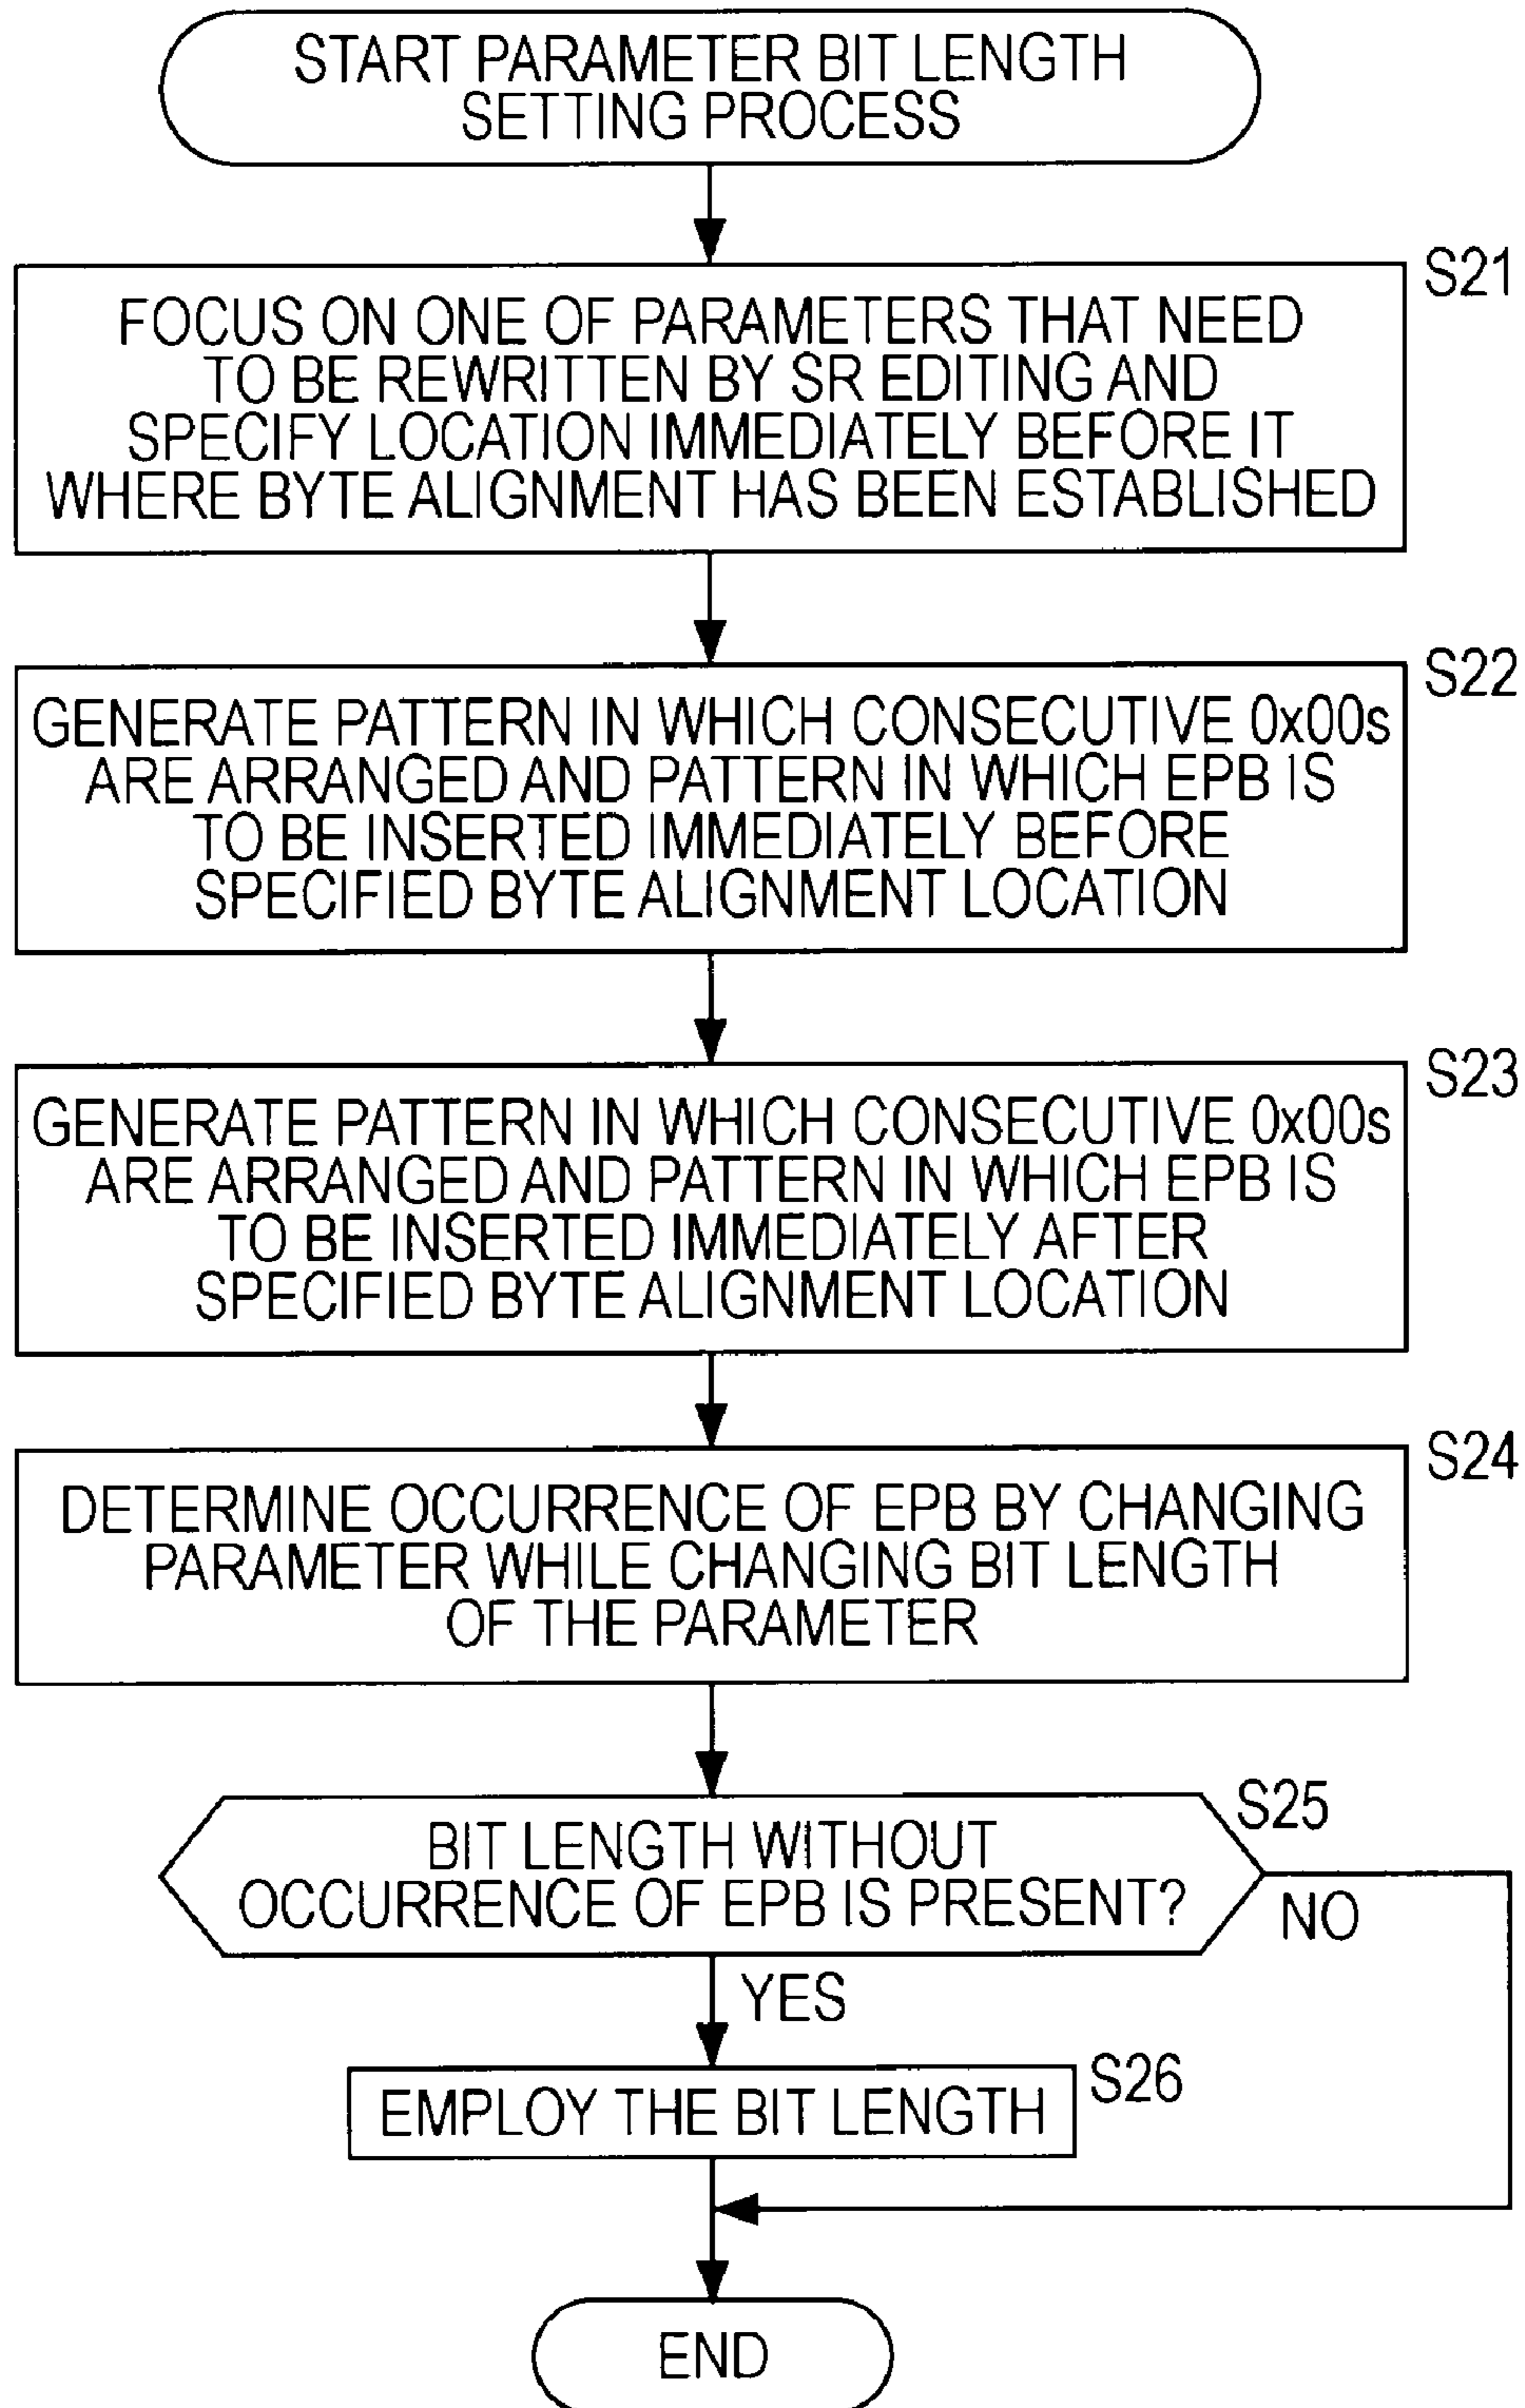 START PARAMETER BIT LENGTH
SETTING PROCESS
S21
FOCUS ON ONE OF PARAMETERS THAT NEED
TO BE REWRITTEN BY SR EDITING AND
SPECIFY LOCATION IMMEDIATELY BEFORE IT
WHERE BYTE ALIGNMENT HAS BEEN ESTABLISHED
S22
GENERATE PATTERN IN WHICH CONSECUTIVE 0x00s
ARE ARRANGED AND PATTERN IN WHICH EPB IS
TO BE INSERTED IMMEDIATELY BEFORE
SPECIFIED BYTE ALIGNMENT LOCATION
S23
GENERATE PATTERN IN WHICH CONSECUTIVE 0x00s
ARE ARRANGED AND PATTERN IN WHICH EPB IS
TO BE INSERTED IMMEDIATELY AFTER
SPECIFIED BYTE ALIGNMENT LOCATION
S24
DETERMINE OCCURRENCE OF EPB BY CHANGING
PARAMETER WHILE CHANGING BIT LENGTH
OF THE PARAMETER
S25
BIT LENGTH WITHOUT
OCCURRENCE OF EPB IS PRESENT?
NO
YES
S26
EMPLOY THE BIT LENGTH
END